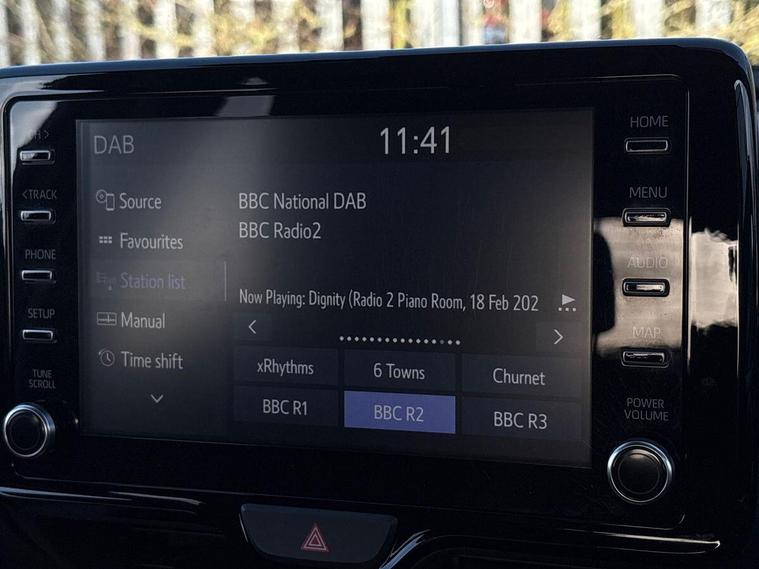 DAB
11:41
Source
Favourites
Station list
Manual
Time shift
BBC National DAB
BBC Radio2
Now Playing: Dignity (Radio 2 Piano Room, 18 Feb 202
xRhythms
6 Towns
Churnet
BBC R1
BBC R2
BBC R3
<TRACK
PHONE
SETUP
TUNE
SCROLL
HOME
MENU
AUDIO
MAP
POWER
VOLUME